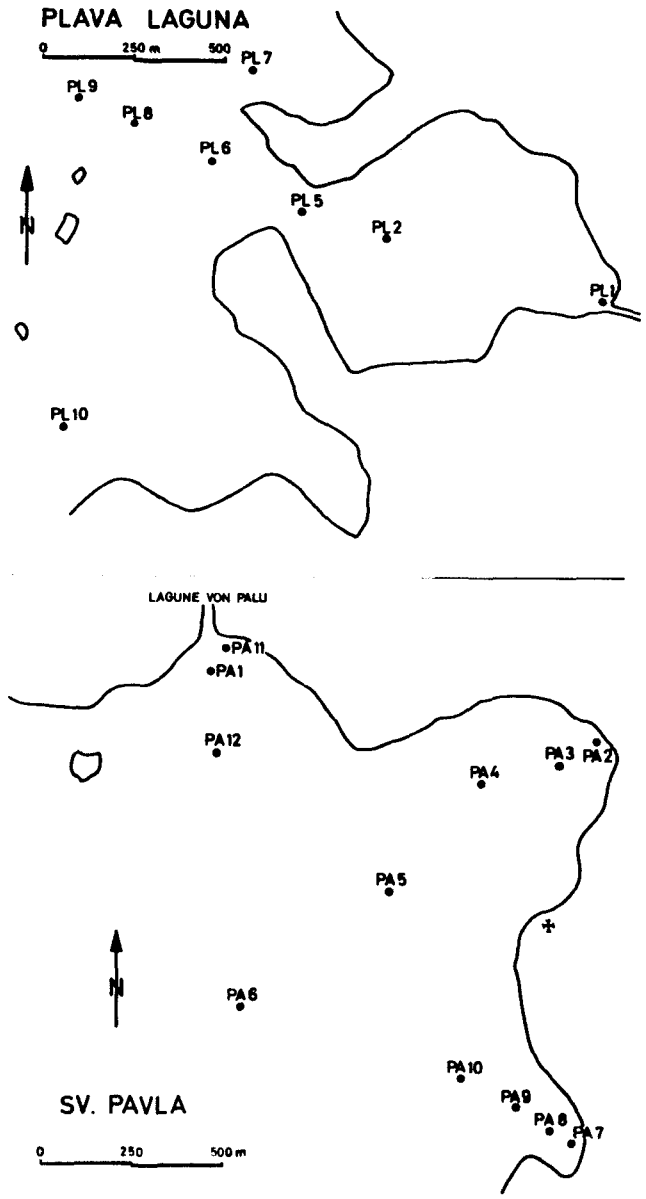 PLAVA LAGUNA
0 250 m 500
PL7
PL9
PL8
PL6
N
PL5
PL2
PL1
PL10
LAGUNE VON PALU
PA11
PA1
PA12
PA3
PA2
PA4
PA5
N
PA6
PA10
SV. PAVLA
PA9
PA8
PA7
0 250 500 m